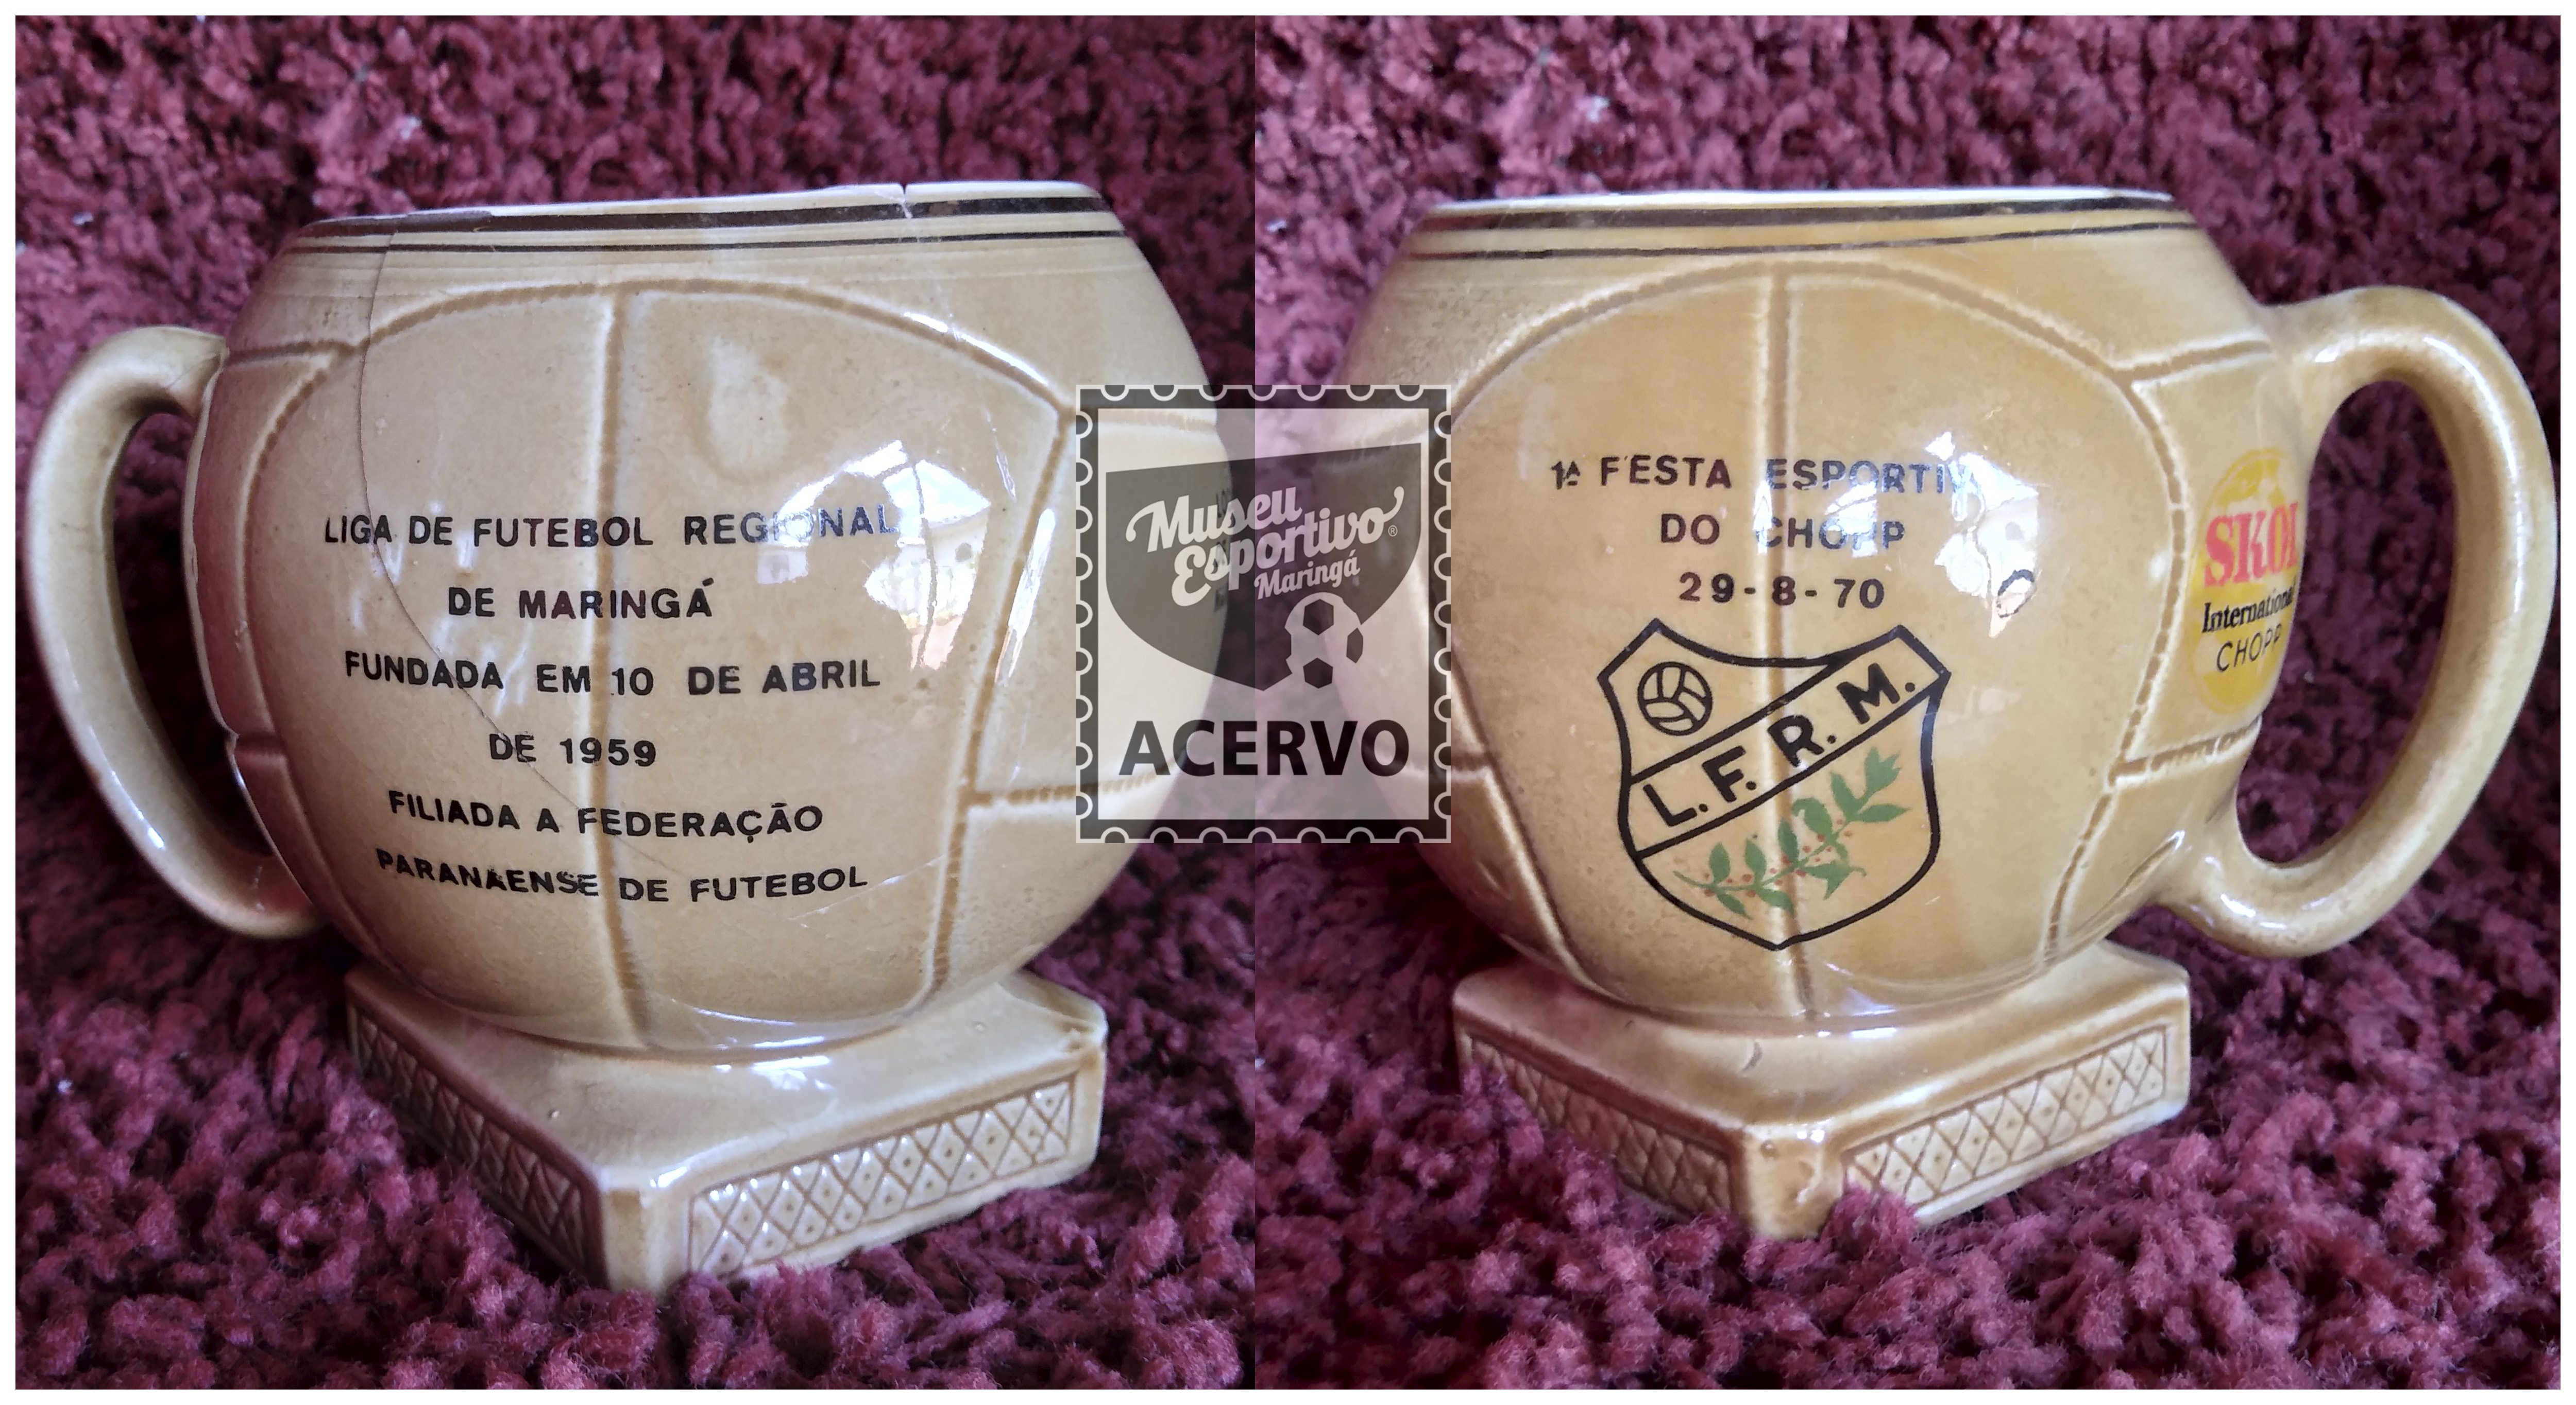 LIGA DE FUTEBOL REGIONAL
DE MARINGÁ
FUNDADA EM 10 DE ABRIL
DE 1959
FILIADA A FEDERAÇÃO
PARANAENSE DE FUTEBOL
Museu
Esportivo®
Maringá
ACERVO
1ª FESTA ESPORTIV
DO CHOPP
29-8-70
L.F.R.M.
SKOL
International
CHOPP